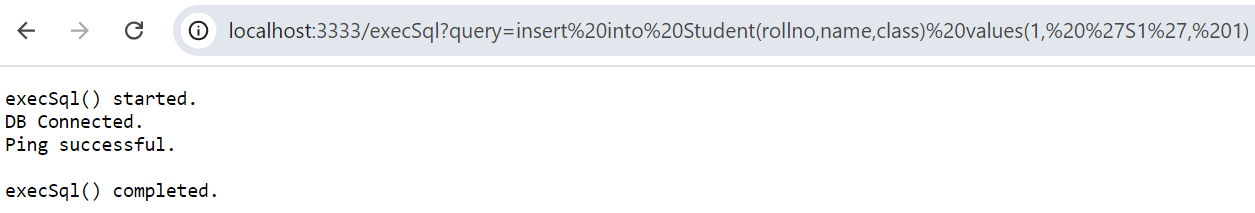 localhost:3333/execSql?query=insert%20into%20Student(rollno,name,class)%20values(1,%20%27S1%27,%201)
execSql() started.
DB Connected.
Ping successful.
execSql() completed.